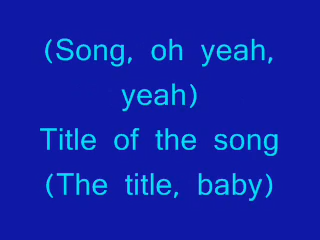 (Song, oh yeah,
yeah)
Title of the song
(The title, baby)